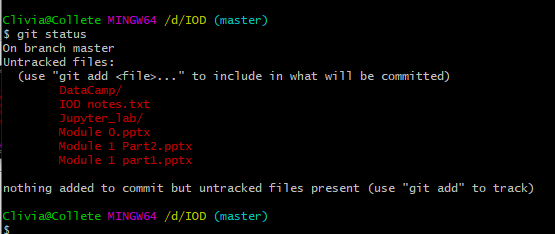 Clivia@Collete MINGW64 /d/IOD (master)
$ git status
On branch master
Untracked files:
  (use "git add <file>..." to include in what will be committed)
        DataCamp/
        IOD notes.txt
        Jupyter_lab/
        Module 0.pptx
        Module 1 Part2.pptx
        Module 1 part1.pptx

nothing added to commit but untracked files present (use "git add" to track)

Clivia@Collete MINGW64 /d/IOD (master)
$